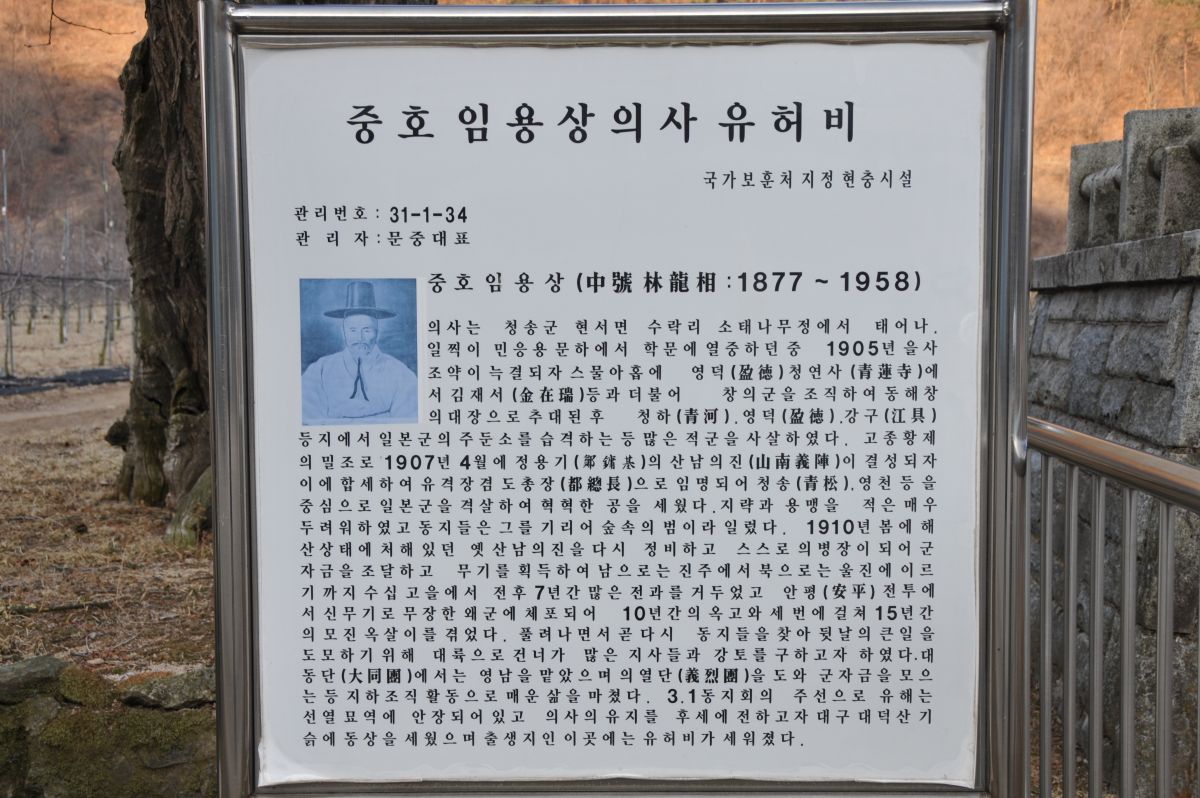 중호 임용상의사 유허비
국가보훈처 지정 현충시설
관리번호 : 31-1-34
관 리 자 : 문중대표
중호 임용상 (中號 林龍相 : 1877 ~ 1958)
의사는 청송군 현서면 수락리 소태나무정에서 태어나.
일찍이 민응용 문하에서 학문에 열중하던 중 1905년 을사
조약이 늑결되자 스물아홉에 영덕 (盈徳) 청연사 (青蓮寺) 에
서 김재서 (金在瑞) 등과 더불어 창의군을 조직하여 동해창
의대장으로 추대된 후 청하 (青河). 영덕 (盈徳). 강구 (江具)
등지에서 일본군의 주둔소를 습격하는 등 많은 적군을 사살하였다. 고종황제
의 밀조로 1907년 4월에 정용기 (鄭鏞基) 의 산남의진 (山南義陣) 이 결성되자
이에 합세하여 유격장겸 도총장 (都總長) 으로 임명되어 청송 (青松). 영천 등을
중심으로 일본군을 격살하여 혁혁한 공을 세웠다. 지략과 용맹을 적은 매우
두려워하였고 동지들은 그를 기리어 숲속의 범이라 일렀다. 1910년 봄에 해
산상태에 처해 있던 옛 산남의진을 다시 정비하고 스스로 의병장이 되어 군
자금을 조달하고 무기를 획득하여 남으로는 진주에서 북으로는 울진에 이르
기까지 수십 고을에서 전후 7년간 많은 전과를 거두었고 안평 (安平) 전투에
서 신무기로 무장한 왜군에 체포되어 10년간의 옥고와 세 번에 걸쳐 15년간
의 모진 옥살이를 겪었다. 풀려나면서 곧 다시 동지들을 찾아 뒷날의 큰일을
도모하기 위해 대륙으로 건너가 많은 지사들과 강토를 구하고자 하였다. 대
동단 (大同團) 에서는 영남을 맡았으며 의열단 (義烈團) 을 도와 군자금을 모으
는 등 지하조직 활동으로 매운 삶을 마쳤다. 3.1동지회의 주선으로 유해는
선열묘역에 안장되어 있고 의사의 유지를 후세에 전하고자 대구 대덕산 기
슭에 동상을 세웠으며 출생지인 이곳에는 유허비가 세워졌다.